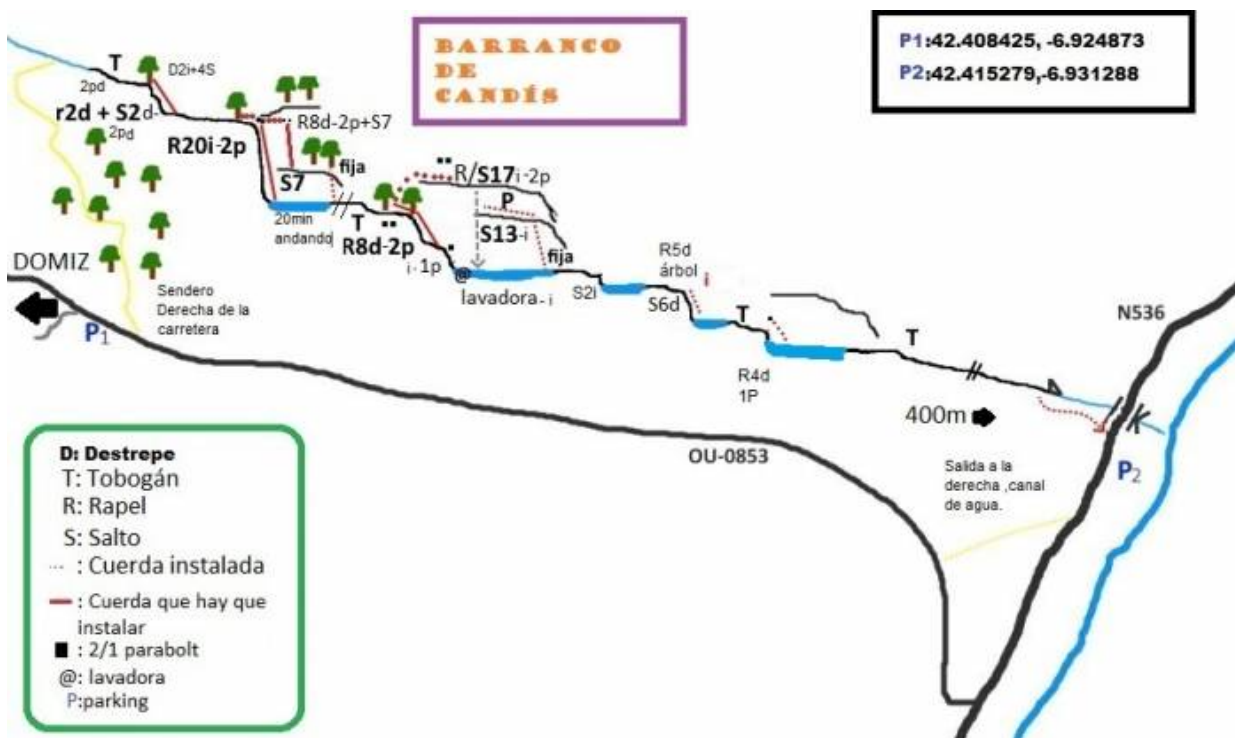 BARRANCO
DE
CANDÍS
P1:42.408425, -6.924873
P2:42.415279,-6.931288
T
2pd
D2i+4S
r2d + S2d-
2pd
R20i-2p
R8d-2p+S7
S7
fija
20min
andando
T
R8d-2p
R/S17i-2p
P
S13-i
i-1p
@
lavadora-i
fija
S2i
S6d
R5d
árbol
i
T
R4d
1P
T
N536
400m
DOMIZ
P1
Sendero
Derecha de la
carretera
OU-0853
Salida a la
derecha ,canal
de agua.
P2
D: Destrepe
T: Tobogán
R: Rapel
S: Salto
: Cuerda instalada
: Cuerda que hay que
instalar
: 2/1 parabolt
@: lavadora
P:parking